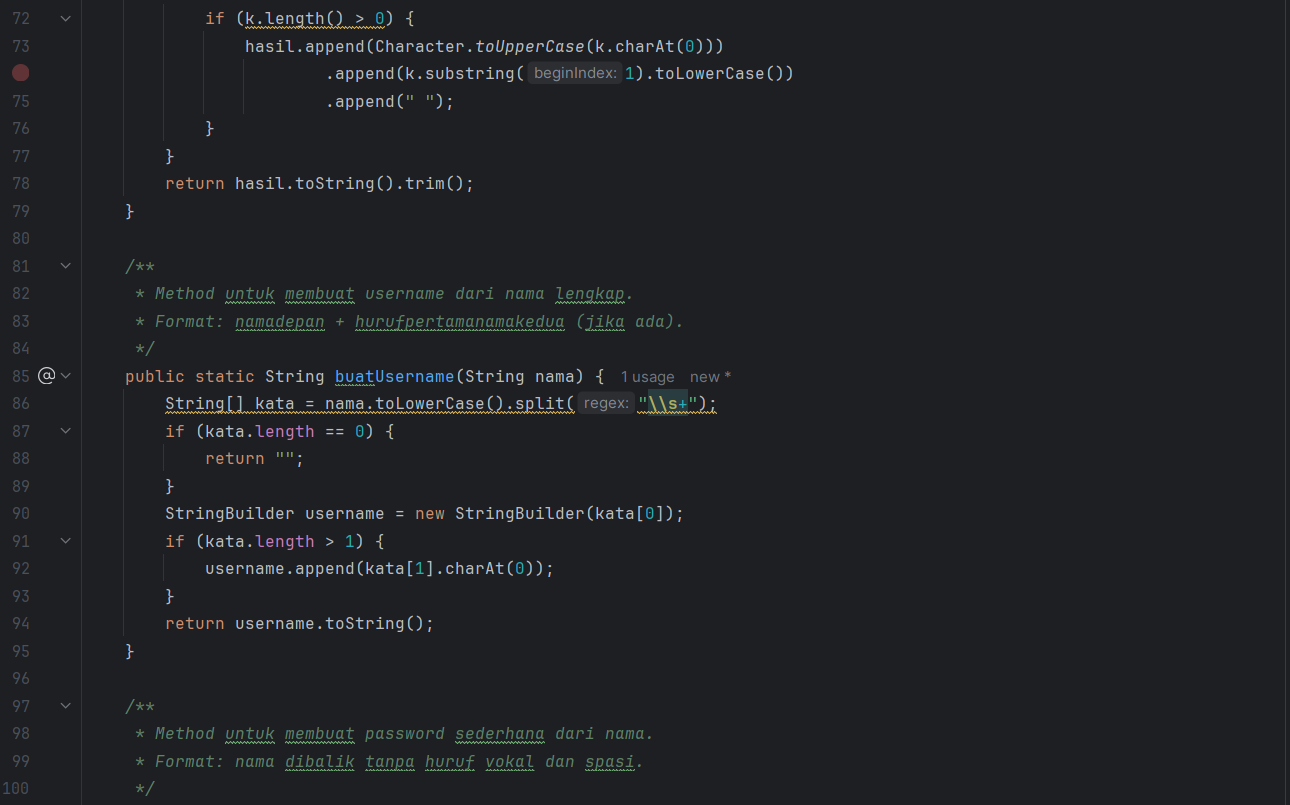 72 if (k.length() > 0) {
73 hasil.append(Character.toUpperCase(k.charAt(0)))
.append(k.substring( beginIndex: 1).toLowerCase())
75 .append(" ");
76 }
77 }
78 return hasil.toString().trim();
79 }
80
81 /**
82 * Method untuk membuat username dari nama lengkap.
83 * Format: namadepan + hurufpertamanamakedua (jika ada).
84 */
85 @ public static String buatUsername(String nama) { 1 usage new *
86 String[] kata = nama.toLowerCase().split( regex: "\\s+");
87 if (kata.length == 0) {
88 return "";
89 }
90 StringBuilder username = new StringBuilder(kata[0]);
91 if (kata.length > 1) {
92 username.append(kata[1].charAt(0));
93 }
94 return username.toString();
95 }
96
97 /**
98 * Method untuk membuat password sederhana dari nama.
99 * Format: nama dibalik tanpa huruf vokal dan spasi.
100 */